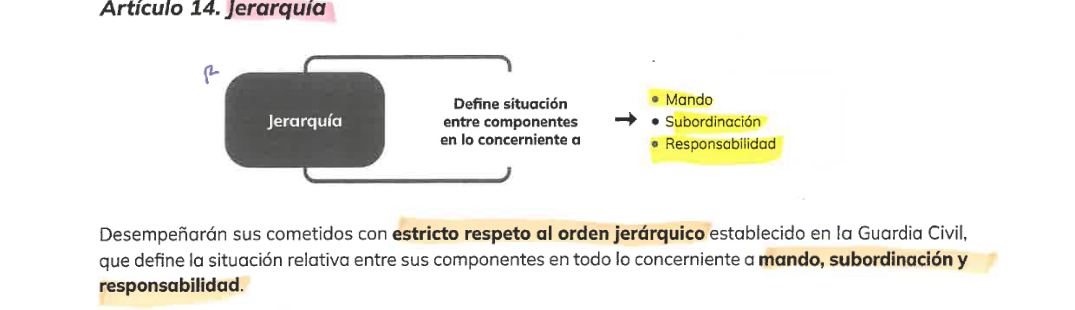 Artículo 14. Jerarquía
Jerarquía
Define situación
entre componentes
en lo concerniente a
→
• Mando
• Subordinación
• Responsabilidad
Desempeñarán sus cometidos con estricto respeto al orden jerárquico establecido en la Guardia Civil,
que define la situación relativa entre sus componentes en todo lo concerniente a mando, subordinación y
responsabilidad.